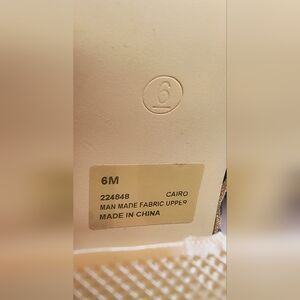 6
6M
224848 CAIRO
MAN MADE FABRIC UPPER
MADE IN CHINA